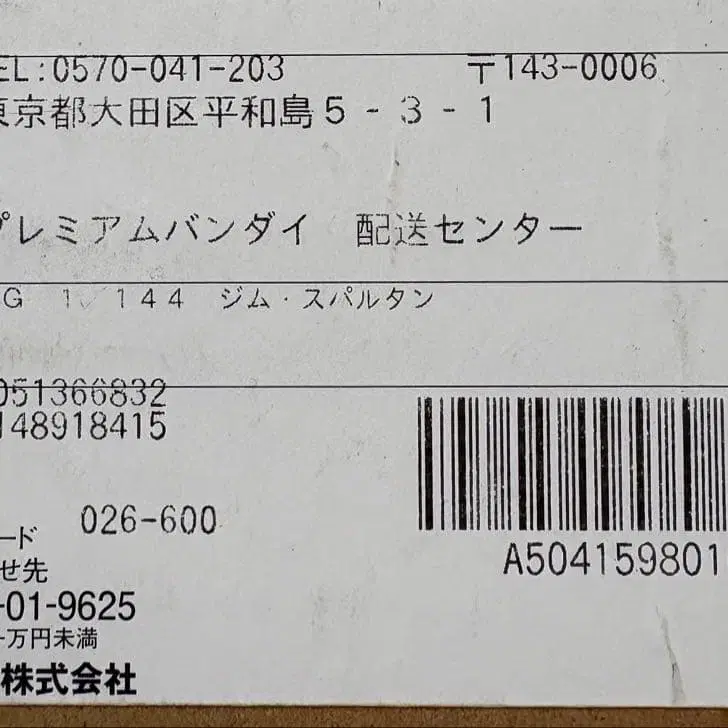 EL:0570-041-203 〒143-0006
東京都大田区平和島5-3-1
プレミアムバンダイ 配送センター
G 1/144 ジム・スパルタン
051366832
148918415
026-600
ード
せ先
-01-9625
一万円未満
株式会社
A504159801